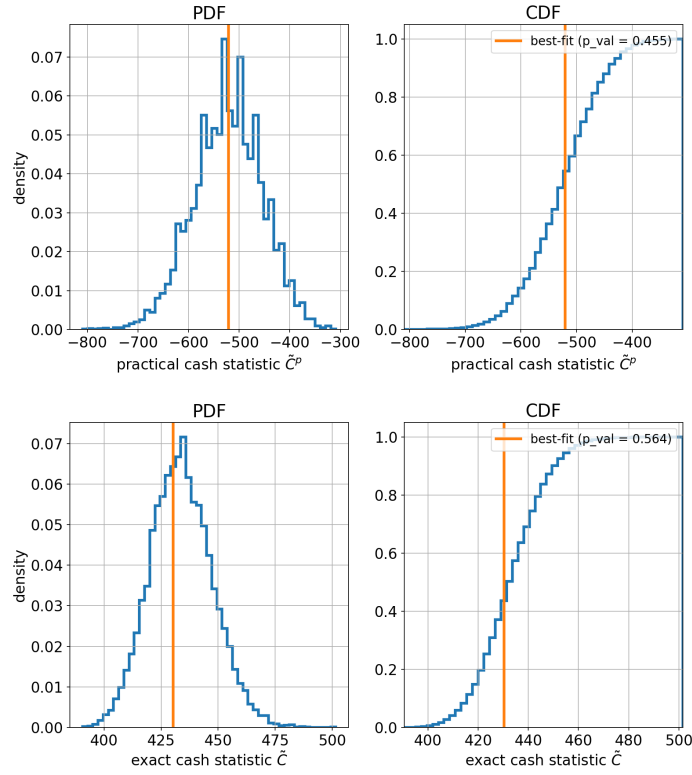 PDF
CDF
density
0.00
0.01
0.02
0.03
0.04
0.05
0.06
0.07
−800 −700 −600 −500 −400 −300
practical cash statistic C̃ᵖ
best-fit (p_val = 0.455)
0.0
0.2
0.4
0.6
0.8
1.0
−800 −700 −600 −500 −400
practical cash statistic C̃ᵖ
PDF
CDF
density
0.00
0.01
0.02
0.03
0.04
0.05
0.06
0.07
400 425 450 475 500
exact cash statistic C̃
best-fit (p_val = 0.564)
0.0
0.2
0.4
0.6
0.8
1.0
400 420 440 460 480 500
exact cash statistic C̃